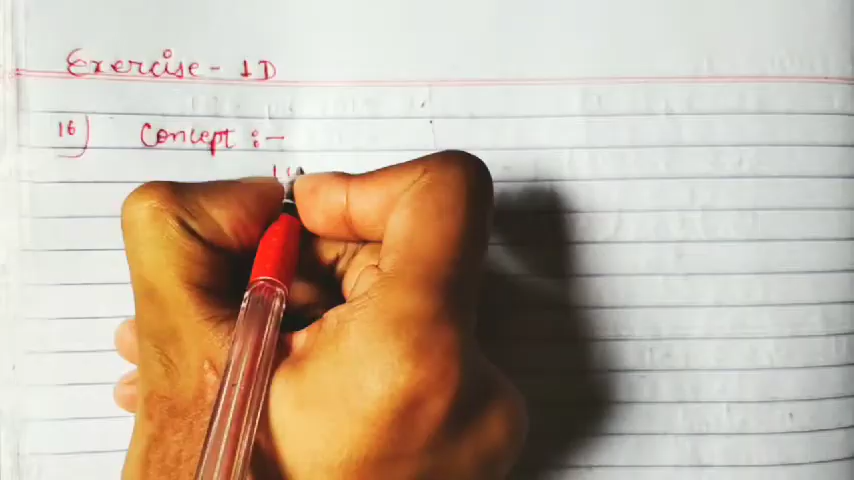 Exercise - 1D
16) Concept :-